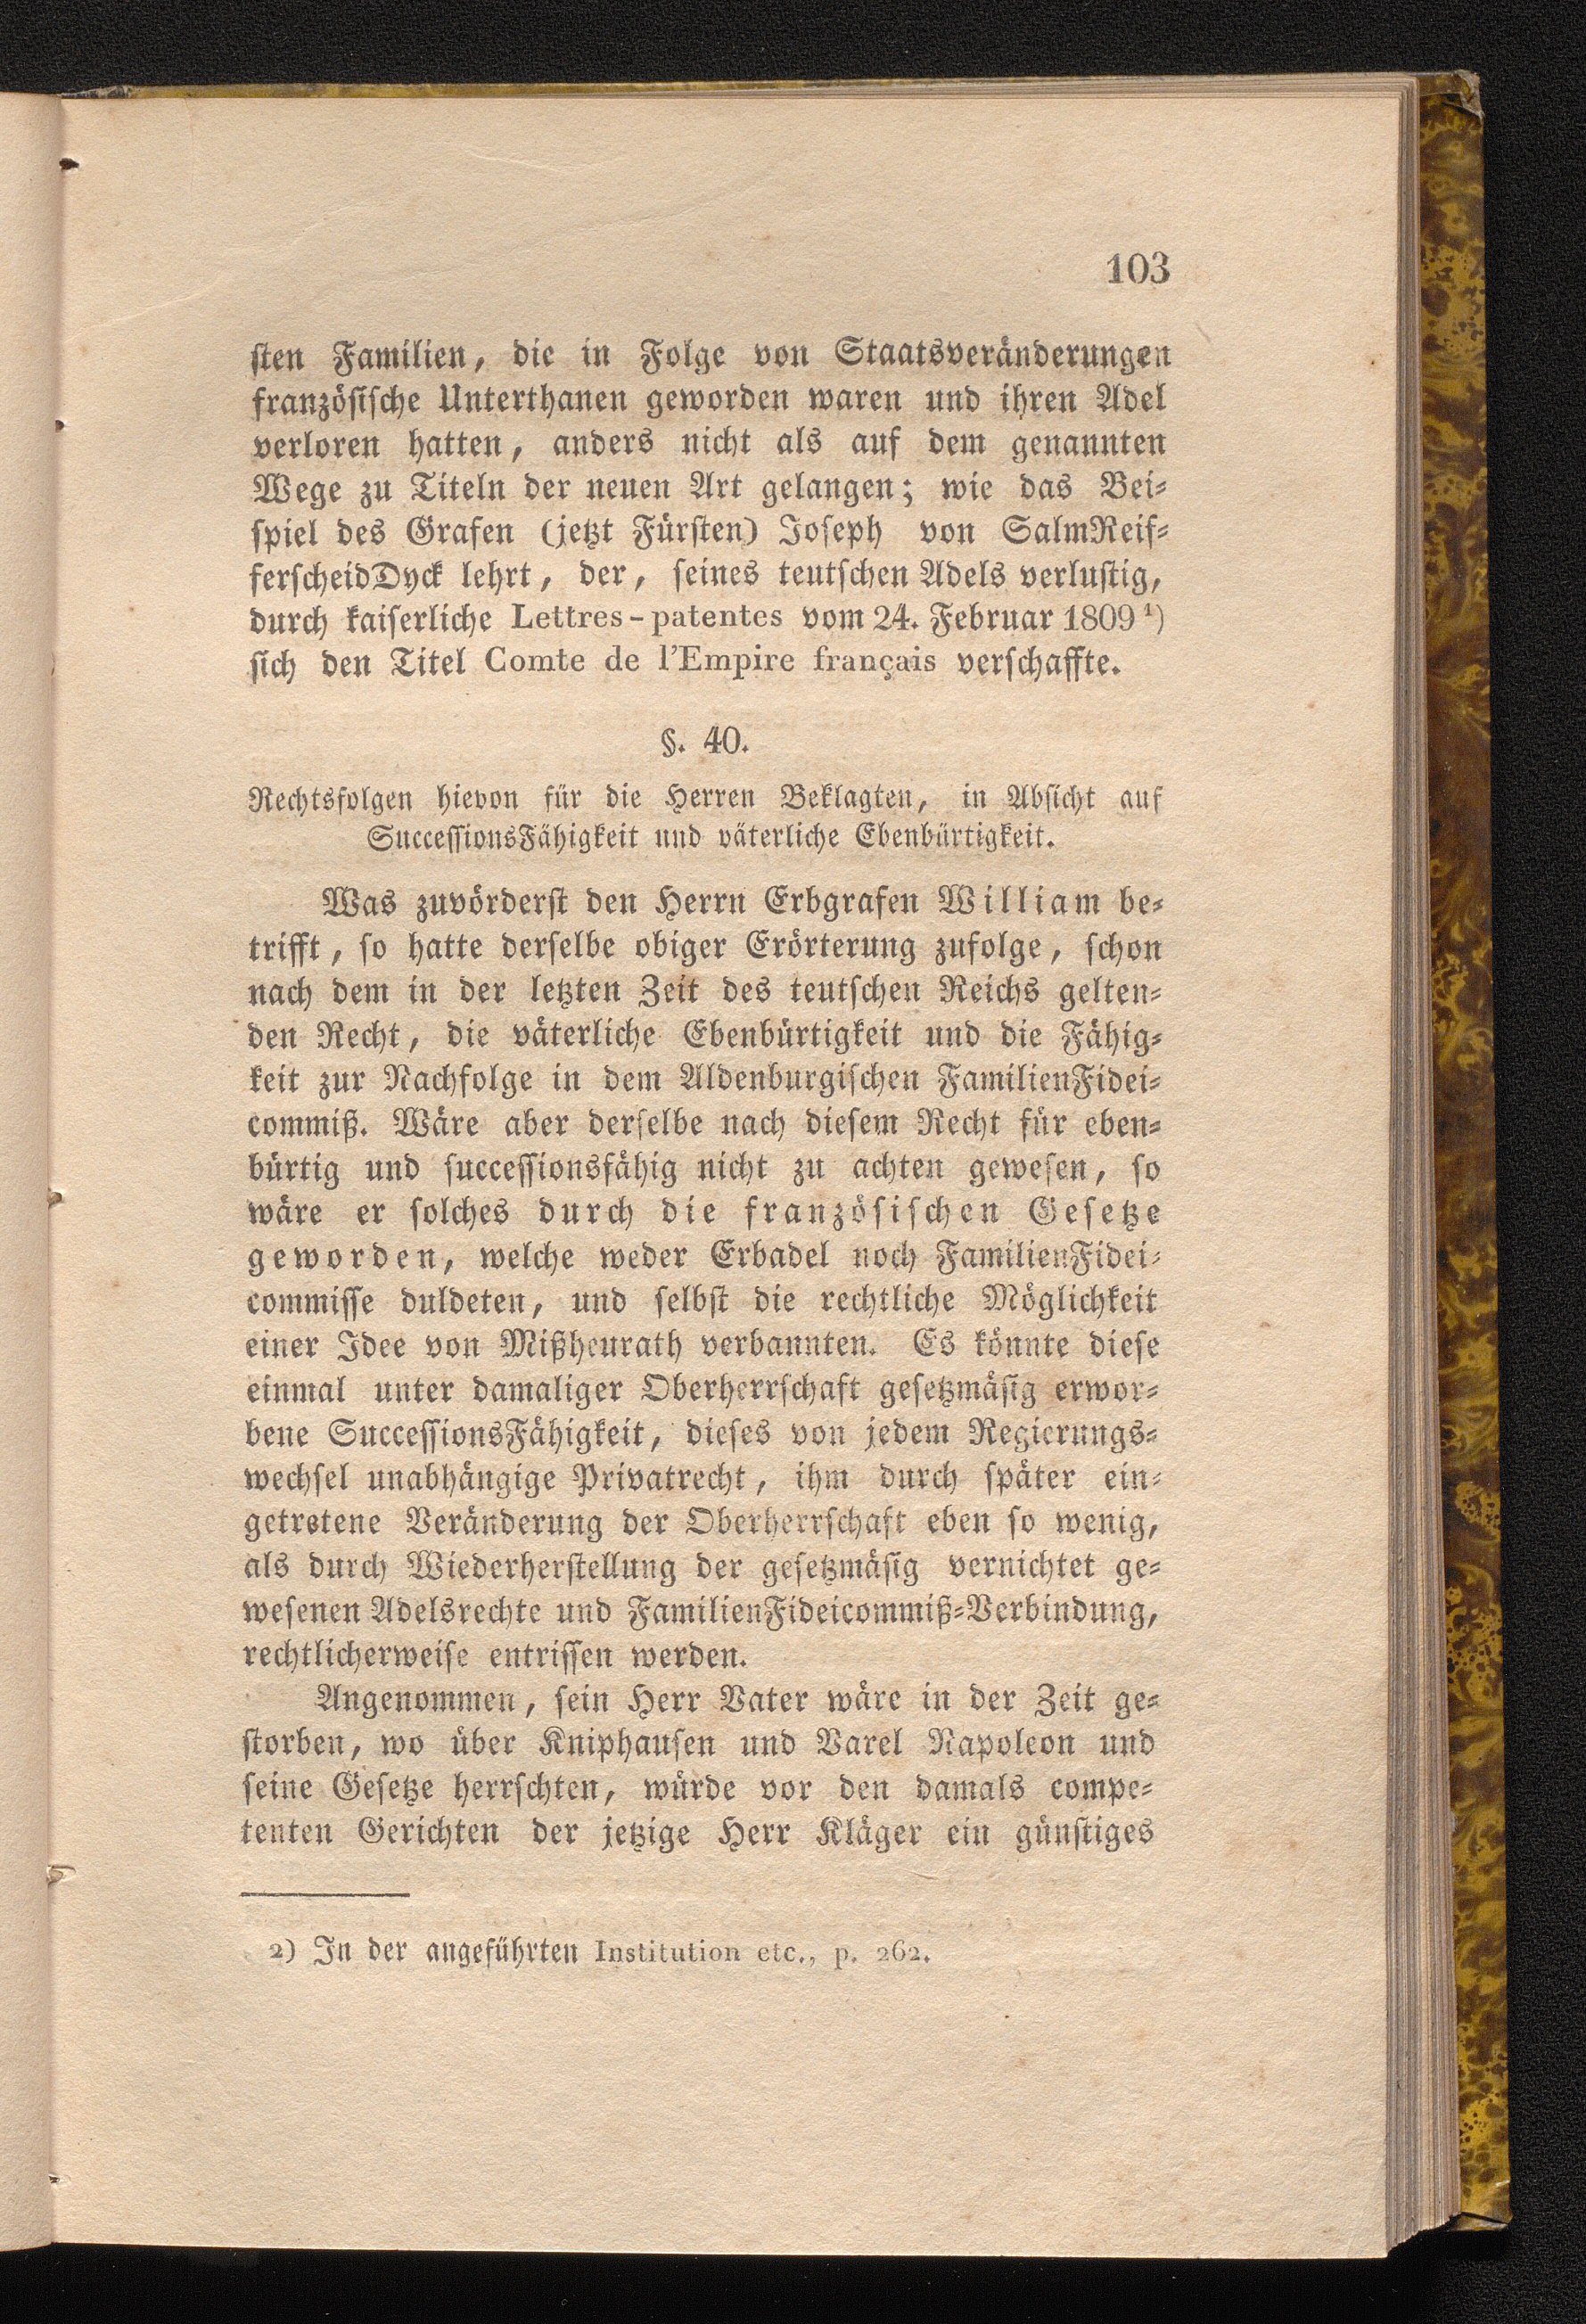 103
sten Familien, die in Folge von Staatsveränderungen
französische Unterthanen geworden waren und ihren Adel
verloren hatten, anders nicht als auf dem genannten
Wege zu Titeln der neuen Art gelangen; wie das Bei-
spiel des Grafen (jetzt Fürsten) Joseph von SalmReif-
ferscheidDyck lehrt, der, seines teutschen Adels verlustig,
durch kaiserliche Lettres-patentes vom 24. Februar 1809 ¹)
sich den Titel Comte de l'Empire français verschaffte.
§. 40.
Rechtsfolgen hievon für die Herren Beklagten, in Absicht auf
SuccessionsFähigkeit und väterliche Ebenbürtigkeit.
Was zuvörderst den Herrn Erbgrafen William be-
trifft, so hatte derselbe obiger Erörterung zufolge, schon
nach dem in der letzten Zeit des teutschen Reichs gelten-
den Recht, die väterliche Ebenbürtigkeit und die Fähig-
keit zur Nachfolge in dem Aldenburgischen FamilienFidei-
commiß. Wäre aber derselbe nach diesem Recht für eben-
bürtig und successionsfähig nicht zu achten gewesen, so
wäre er solches durch die französischen Gesetze
geworden, welche weder Erbadel noch FamilienFidei-
commisse duldeten, und selbst die rechtliche Möglichkeit
einer Idee von Mißheurath verbannten. Es könnte diese
einmal unter damaliger Oberherrschaft gesetzmäsig erwor-
bene SuccessionsFähigkeit, dieses von jedem Regierungs-
wechsel unabhängige Privatrecht, ihm durch später ein-
getretene Veränderung der Oberherrschaft eben so wenig,
als durch Wiederherstellung der gesetzmäsig vernichtet ge-
wesenen Adelsrechte und FamilienFideicommiß-Verbindung,
rechtlicherweise entrissen werden.
Angenommen, sein Herr Vater wäre in der Zeit ge-
storben, wo über Kniphausen und Varel Napoleon und
seine Gesetze herrschten, würde vor den damals compe-
tenten Gerichten der jetzige Herr Kläger ein günstiges
2) In der angeführten Institution etc., p. 262.